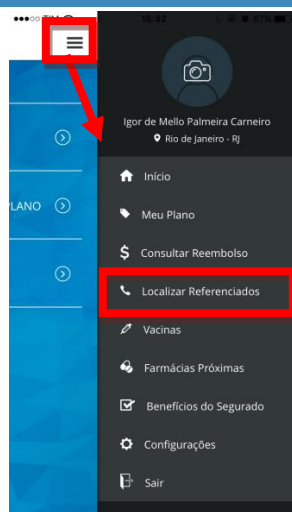 15:42
67%
Igor de Mello Palmeira Carneiro
Rio de Janeiro - RJ
Início
Meu Plano
LANO
Consultar Reembolso
Localizar Referenciados
Vacinas
Farmácias Próximas
Benefícios do Segurado
Configurações
Sair